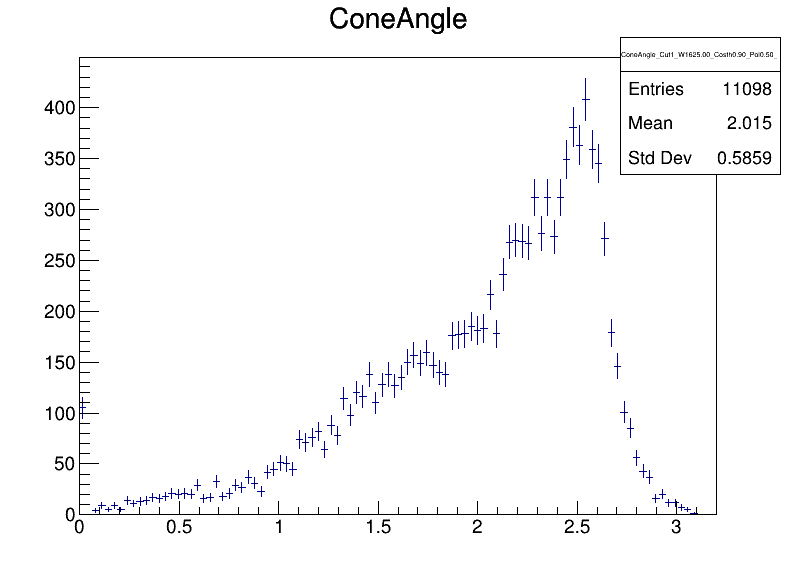 ConeAngle
ConeAngle_Cut1_W1625.00_Costh0.90_Pol0.50_
Entries 11098
Mean 2.015
Std Dev 0.5859
400
350
300
250
200
150
100
50
0
0 0.5 1 1.5 2 2.5 3